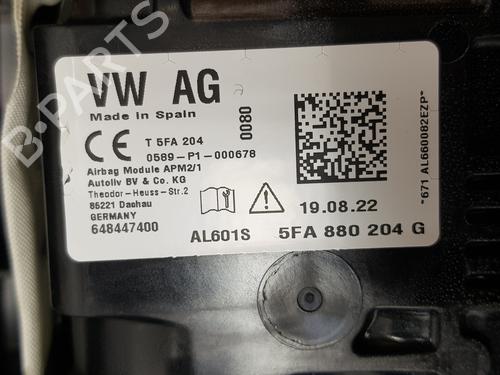 VW AG
Made in Spain
CE
T 5FA 204
0589-P1-000678
0080
Airbag Module APM2/1
Autoliv BV & Co. KG
Theodor-Heuss-Str.2
85221 Dachau
GERMANY
648447400
AL601S
19.08.22
5FA 880 204 G
*671 AL660082EZP*
B-PARTS